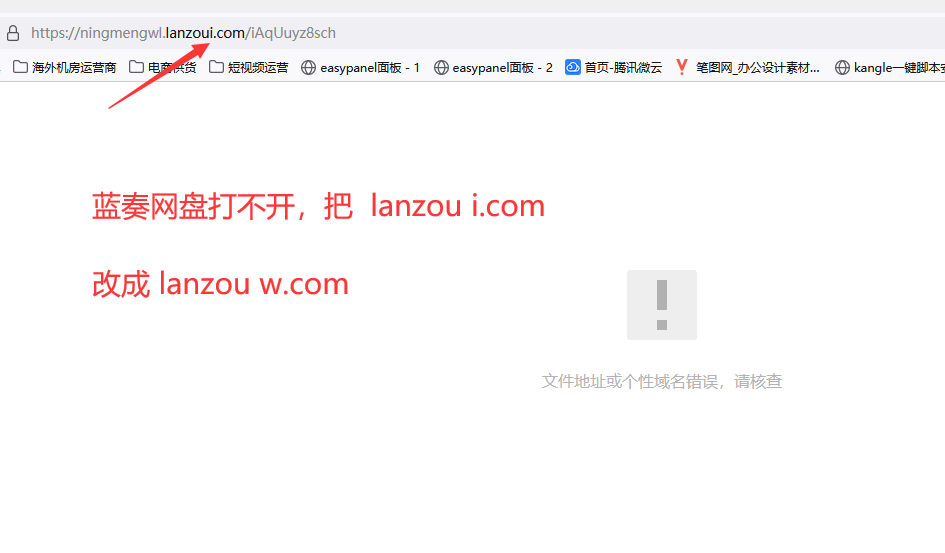 https://ningmengwl.lanzoui.com/iAqUuyz8sch
海外机房运营商 电商供货 短视频运营 easypanel面板 - 1 easypanel面板 - 2 首页-腾讯微云 笔图网_办公设计素材... kangle一键脚本
蓝奏网盘打不开，把 lanzou i.com
改成 lanzou w.com
文件地址或个性域名错误，请核查